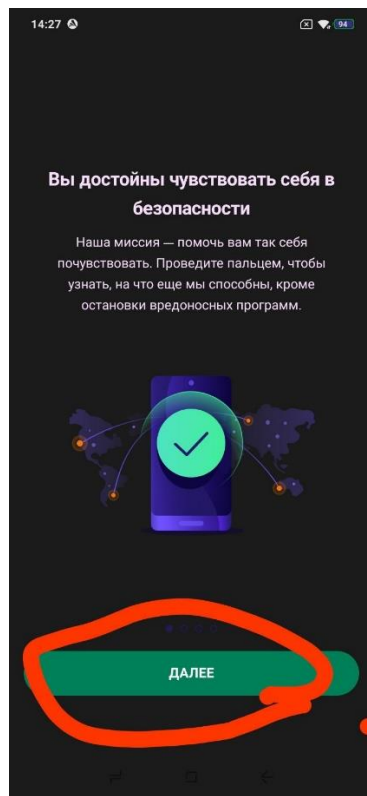 14:27
94
Вы достойны чувствовать себя в
безопасности
Наша миссия — помочь вам так себя
почувствовать. Проведите пальцем, чтобы
узнать, на что еще мы способны, кроме
остановки вредоносных программ.
ДАЛЕЕ